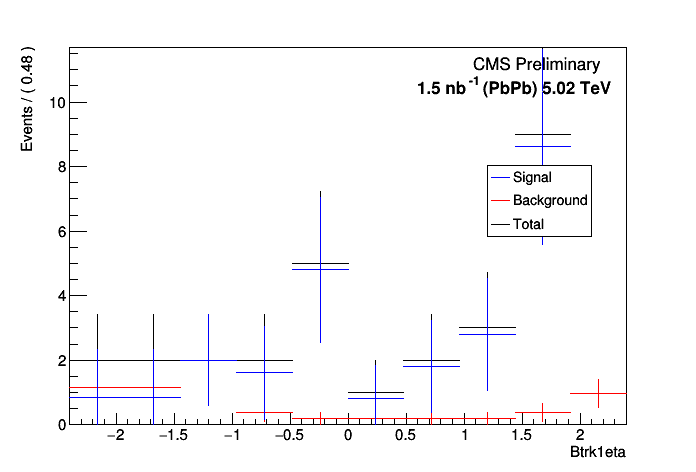 CMS Preliminary
1.5 nb-1 (PbPb) 5.02 TeV
Events / ( 0.48 )
10
8
6
4
2
0
Signal
Background
Total
−2 −1.5 −1 −0.5 0 0.5 1 1.5 2
Btrk1eta